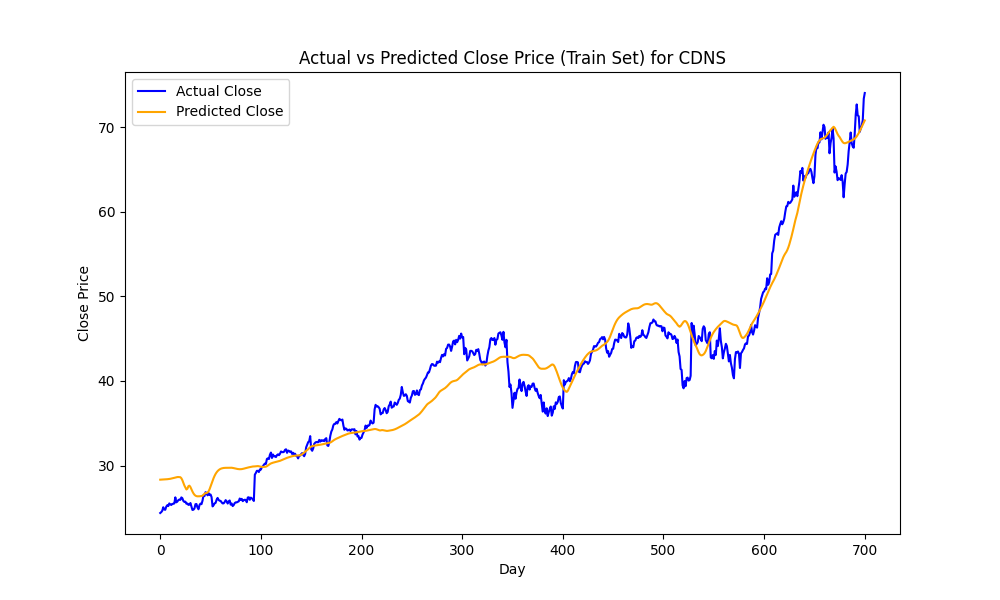 Actual vs Predicted Close Price (Train Set) for CDNS
Actual Close
Predicted Close
Close Price
70
60
50
40
30
0 100 200 300 400 500 600 700
Day